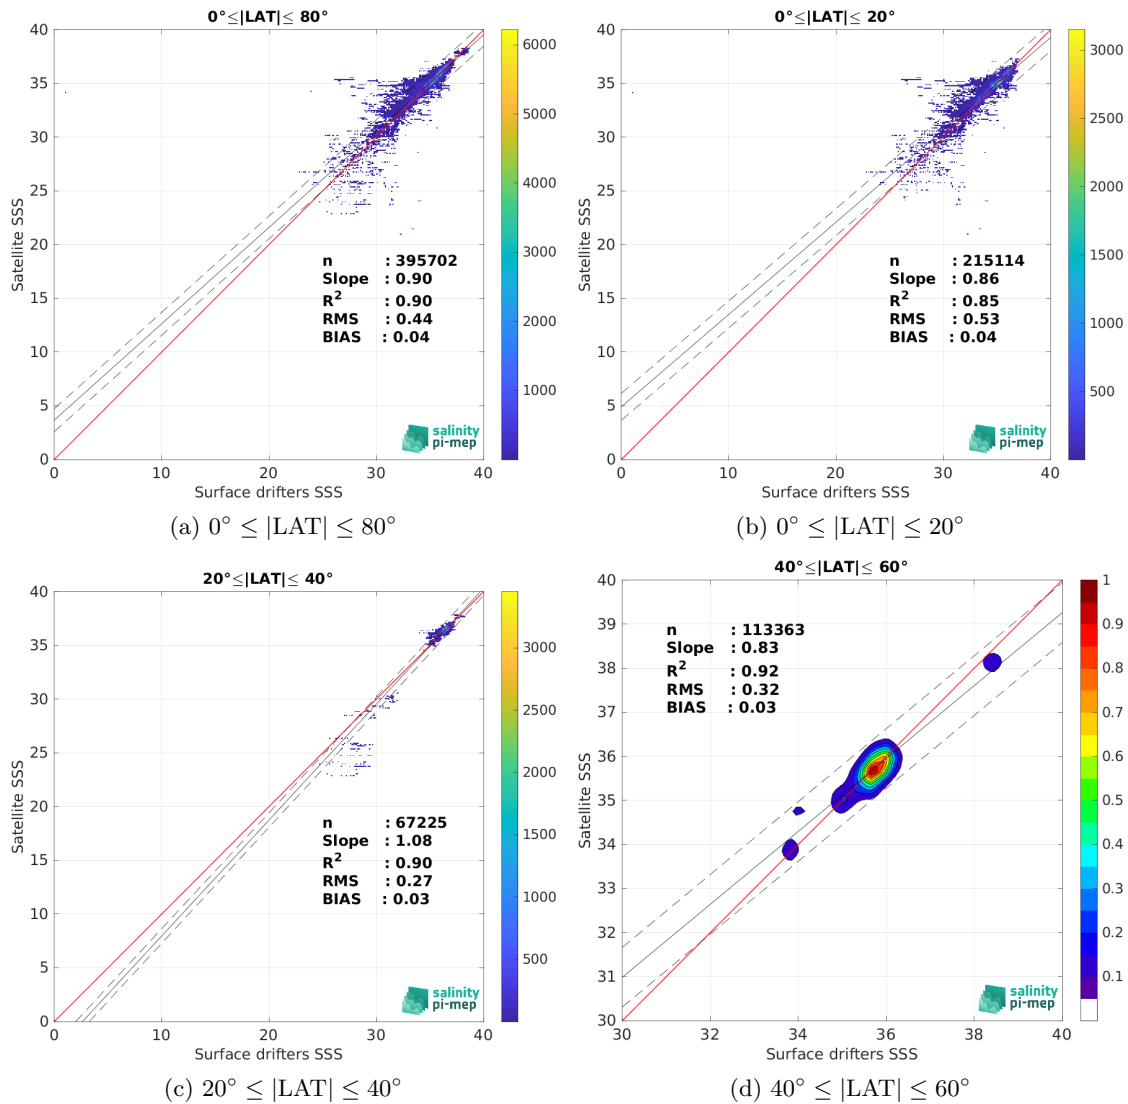 0°≤|LAT|≤ 80°
40
35
30
25
20
15
10
5
0
0
10
20
30
40
Satellite SSS
Surface drifters SSS
6000
5000
4000
3000
2000
1000
n : 395702
Slope : 0.90
R² : 0.90
RMS : 0.44
BIAS : 0.04
salinity
pi-mep
(a) 0° ≤ |LAT| ≤ 80°
0°≤|LAT|≤ 20°
40
35
30
25
20
15
10
5
0
0
10
20
30
40
Satellite SSS
Surface drifters SSS
3000
2500
2000
1500
1000
500
n : 215114
Slope : 0.86
R² : 0.85
RMS : 0.53
BIAS : 0.04
salinity
pi-mep
(b) 0° ≤ |LAT| ≤ 20°
20°≤|LAT|≤ 40°
40
35
30
25
20
15
10
5
0
0
10
20
30
40
Satellite SSS
Surface drifters SSS
3000
2500
2000
1500
1000
500
n : 67225
Slope : 1.08
R² : 0.90
RMS : 0.27
BIAS : 0.03
salinity
pi-mep
(c) 20° ≤ |LAT| ≤ 40°
40°≤|LAT|≤ 60°
40
39
38
37
36
35
34
33
32
31
30
30
32
34
36
38
40
Satellite SSS
Surface drifters SSS
1
0.9
0.8
0.7
0.6
0.5
0.4
0.3
0.2
0.1
n : 113363
Slope : 0.83
R² : 0.92
RMS : 0.32
BIAS : 0.03
salinity
pi-mep
(d) 40° ≤ |LAT| ≤ 60°